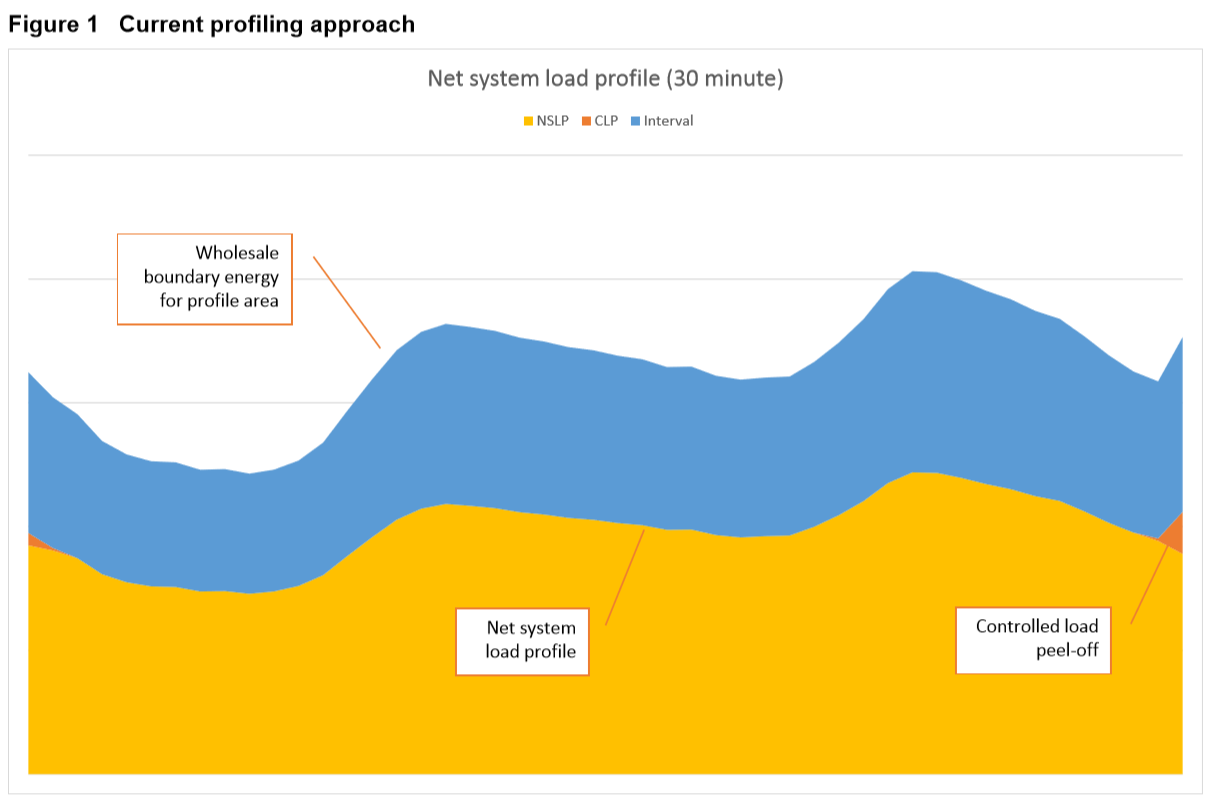 Figure 1 Current profiling approach
Net system load profile (30 minute)
NSLP CLP Interval
Wholesale
boundary energy
for profile area
Net system
load profile
Controlled load
peel-off